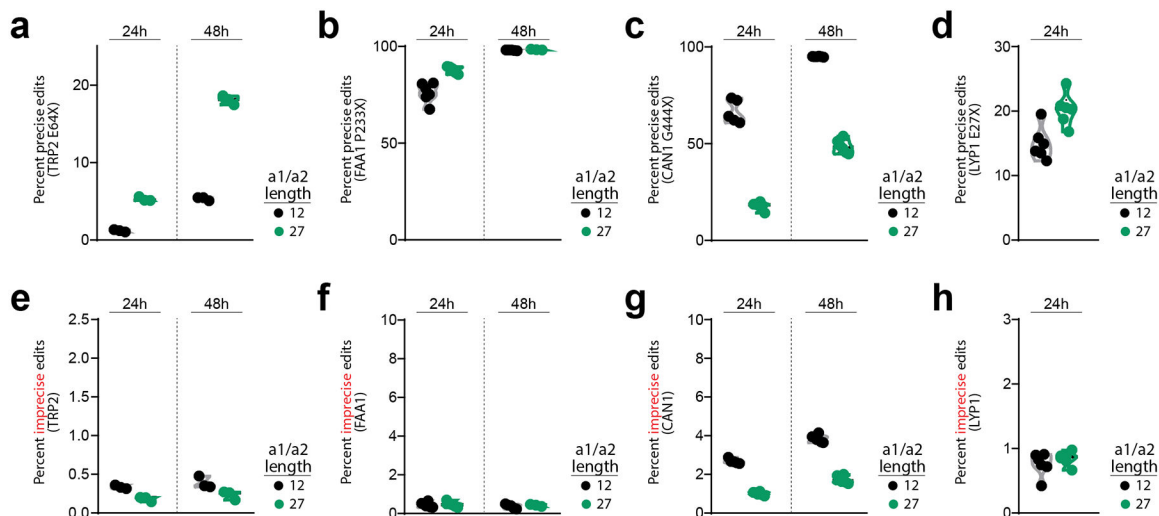 a
24h 48h
Percent precise edits
(TRP2 E64X)
20
10
0
a1/a2
length
12
27
b
24h 48h
Percent precise edits
(FAA1 P233X)
100
50
0
a1/a2
length
12
27
c
24h 48h
Percent precise edits
(CAN1 G444X)
100
50
0
a1/a2
length
12
27
d
24h
Percent precise edits
(LYP1 E27X)
30
20
10
0
a1/a2
length
12
27
e
24h 48h
Percent imprecise edits
(TRP2)
2.5
2.0
1.5
1.0
0.5
0.0
a1/a2
length
12
27
f
24h 48h
Percent imprecise edits
(FAA1)
10
8
6
4
2
0
a1/a2
length
12
27
g
24h 48h
Percent imprecise edits
(CAN1)
10
8
6
4
2
0
a1/a2
length
12
27
h
24h
Percent imprecise edits
(LYP1)
3
2
1
0
a1/a2
length
12
27